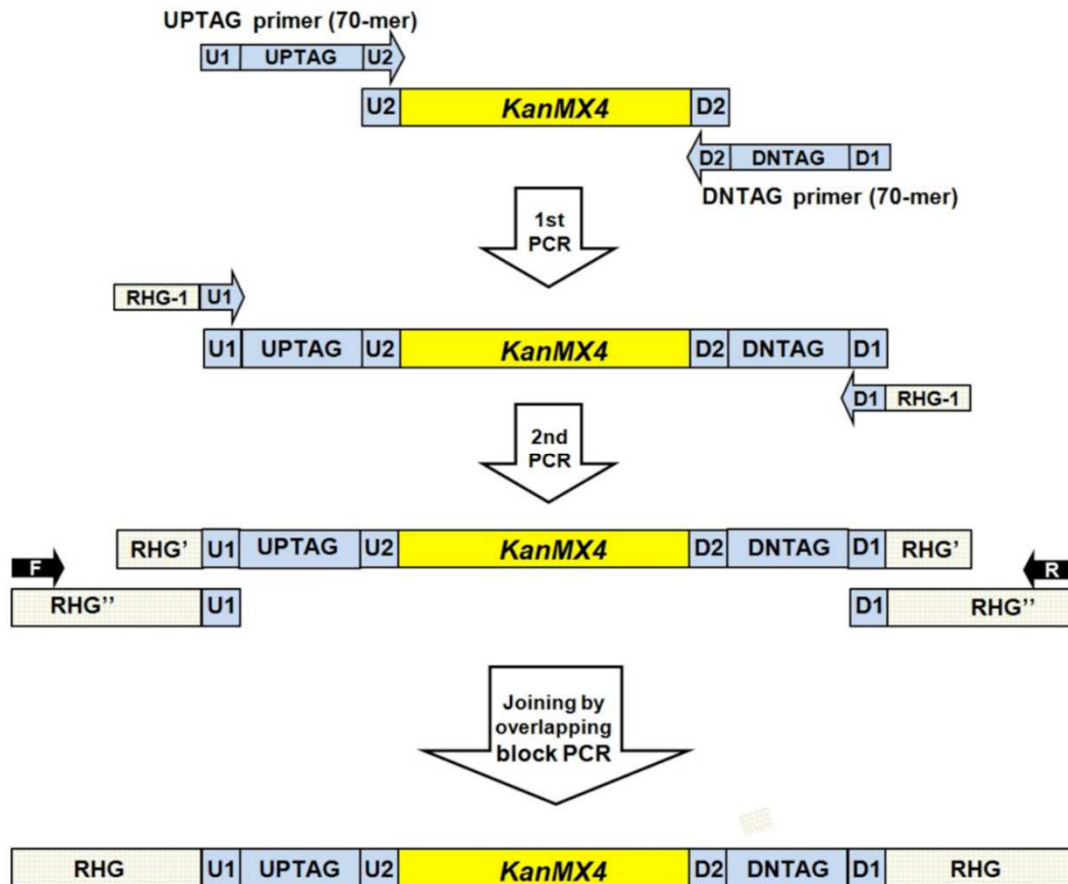 UPTAG primer (70-mer)
U1 UPTAG U2
U2 KanMX4 D2
D2 DNTAG D1
DNTAG primer (70-mer)
1st
PCR
RHG-1 U1
U1 UPTAG U2 KanMX4 D2 DNTAG D1
D1 RHG-1
2nd
PCR
RHG' U1 UPTAG U2 KanMX4 D2 DNTAG D1 RHG'
F R
RHG'' U1 D1 RHG''
Joining by
overlapping
block PCR
RHG U1 UPTAG U2 KanMX4 D2 DNTAG D1 RHG